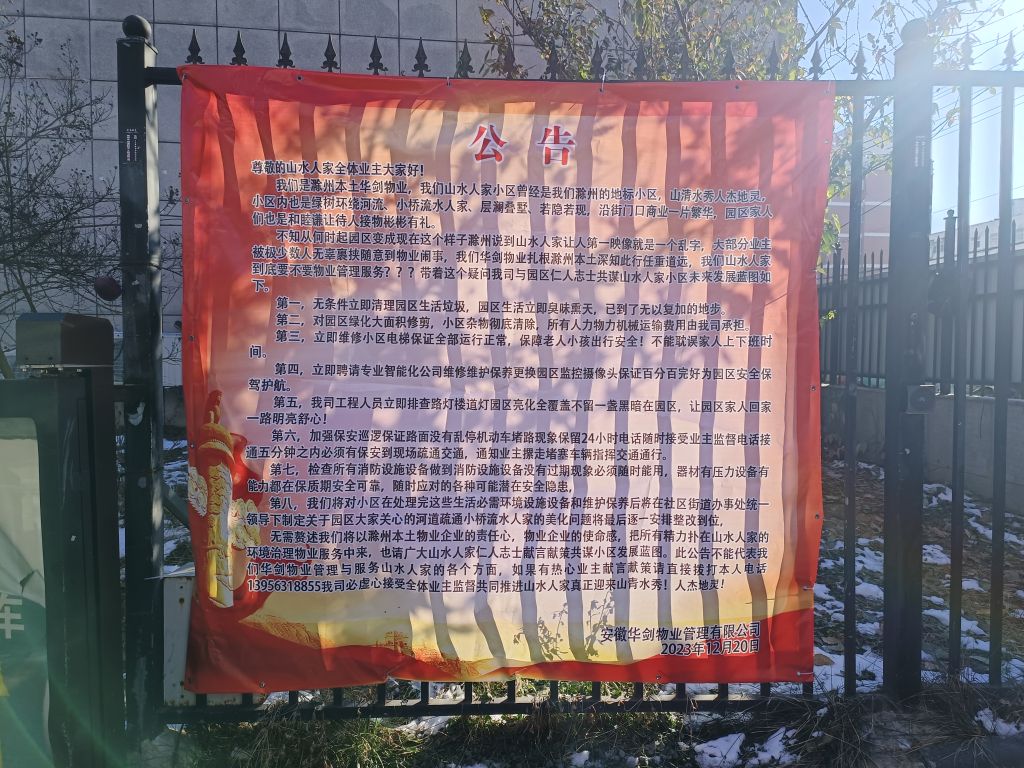 公告
尊敬的山水人家全体业主大家好！
我们是滁州本土华剑物业，我们山水人家小区曾经是我们滁州的地标小区，山清水秀人杰地灵，
小区内也是绿树环绕河流、小桥流水人家、层澜叠墅、若隐若现，沿街门口商业一片繁华，园区家人
们也是和睦谦让待人接物彬彬有礼。
不知从何时起园区变成现在这个样子滁州说到山水人家让人第一映像就是一个乱字，大部分业主
被极少数人无辜裹挟随意到物业闹事，我们华剑物业扎根滁州本土深知此行任重道远，我们山水人家
到底要不要物业管理服务？？？带着这个疑问我司与园区仁人志士共谋山水人家小区未来发展蓝图如
下。
第一，无条件立即清理园区生活垃圾，园区生活立即臭味熏天，已到了无以复加的地步。
第二，对园区绿化大面积修剪，小区杂物彻底清除，所有人力物力机械运输费用由我司承担。
第三，立即维修小区电梯保证全部运行正常，保障老人小孩出行安全！不能耽误家人上下班时
间。
第四，立即聘请专业智能化公司维修维护保养更换园区监控摄像头保证百分百完好为园区安全保
驾护航。
第五，我司工程人员立即排查路灯楼道灯园区亮化全覆盖不留一盏黑暗在园区，让园区家人回家
一路明亮舒心！
第六，加强保安巡逻保证路面没有乱停机动车堵路现象保留24小时电话随时接受业主监督电话接
通五分钟之内必须有保安到现场疏通交通，通知业主摞走堵塞车辆指挥交通通行。
第七，检查所有消防设施设备做到消防设施设备没有过期现象必须随时能用，器材有压力设备有
能力都在保质期安全可靠，随时应对的各种可能潜在安全隐患，
第八，我们将对小区在处理完这些生活必需环境设施设备和维护保养后将在社区街道办事处统一
领导下制定关于园区大家关心的河道疏通小桥流水人家的美化问题将最后逐一安排整改到位，
无需赘述我们将以滁州本土物业企业的责任心，物业企业的使命感，把所有精力扑在山水人家的
环境治理物业服务中来，也请广大山水人家仁人志士献言献策共谋小区发展蓝图。此公告不能代表我
们华剑物业管理与服务山水人家的各个方面，如果有热心业主献言献策请直接拨打本人电话
13956318855我司必虚心接受全体业主监督共同推进山水人家真正迎来山青水秀！人杰地灵！
安徽华剑物业管理有限公司
2023年12月20日
车